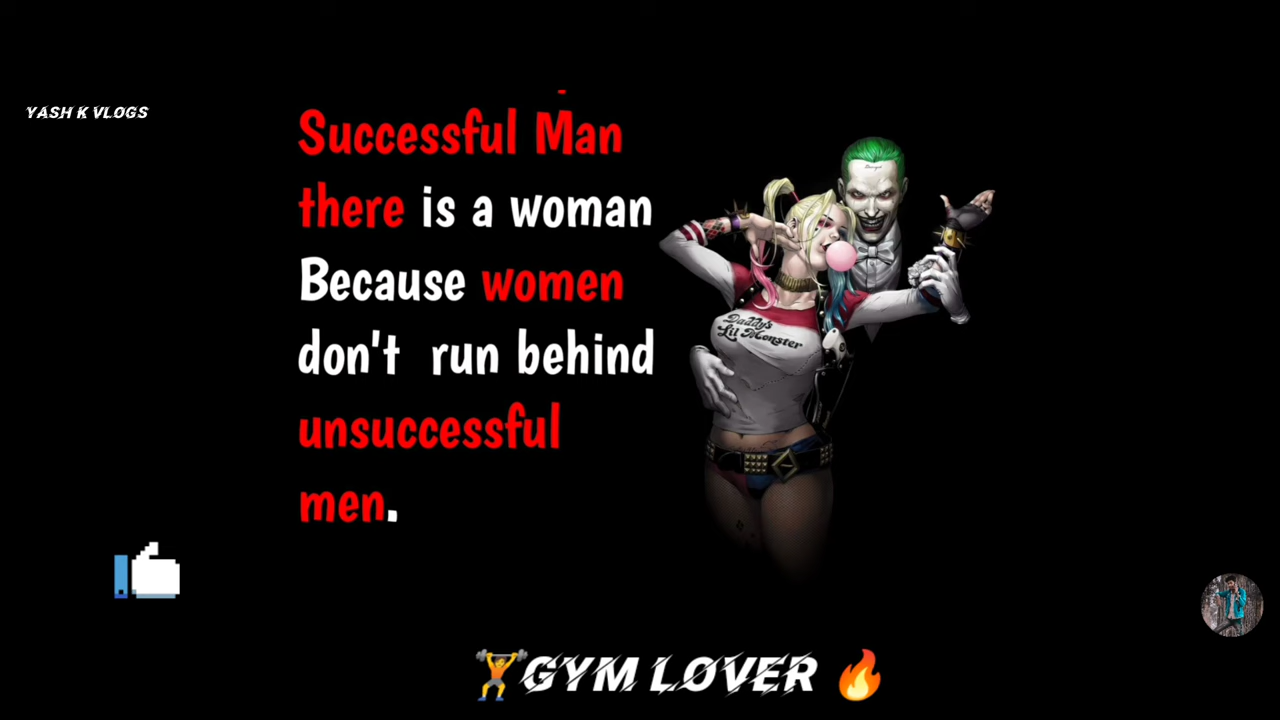 YASH K VLOGS
Successful Man
there is a woman
Because women
don't run behind
unsuccessful
men.
Daddy's
Lil Monster
GYM LOVER